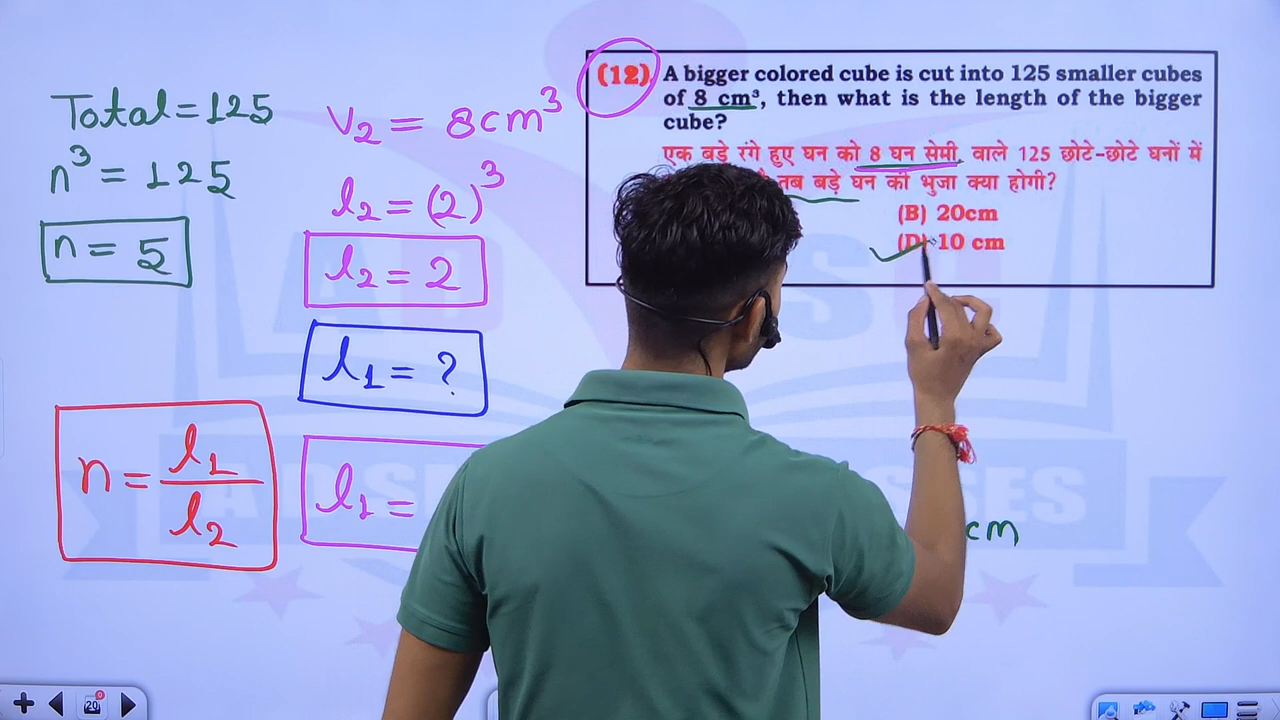 Total = 125
n³ = 125
n = 5
n = l₁/l₂
V₂ = 8cm³
l₂ = (2)³
l₂ = 2
l₁ = ?
l₁ =
cm
(12) A bigger colored cube is cut into 125 smaller cubes
of 8 cm³, then what is the length of the bigger
cube?
एक बड़े रंगे हुए घन को 8 घन सेमी. वाले 125 छोटे-छोटे घनों में
तब बड़े घन की भुजा क्या होगी?
(B) 20cm
(D) 10 cm
20